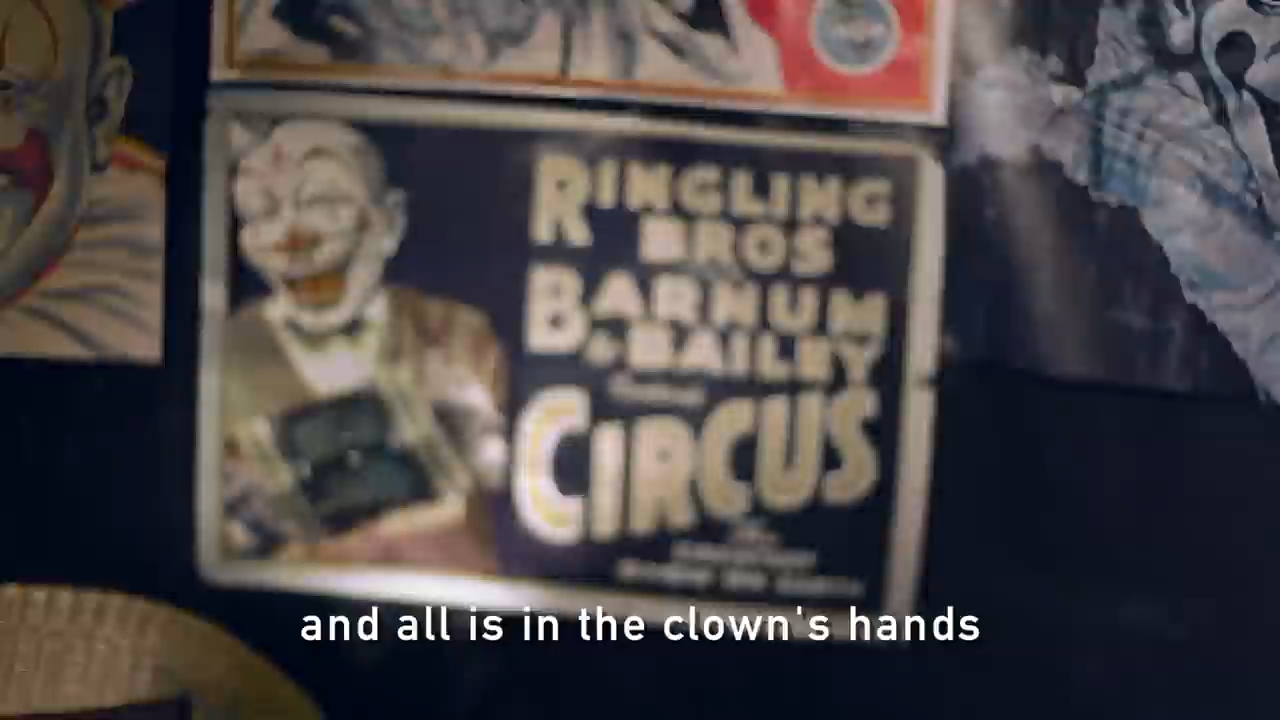 RINGLING
BROS
BARNUM
& BAILEY
CIRCUS
and all is in the clown's hands